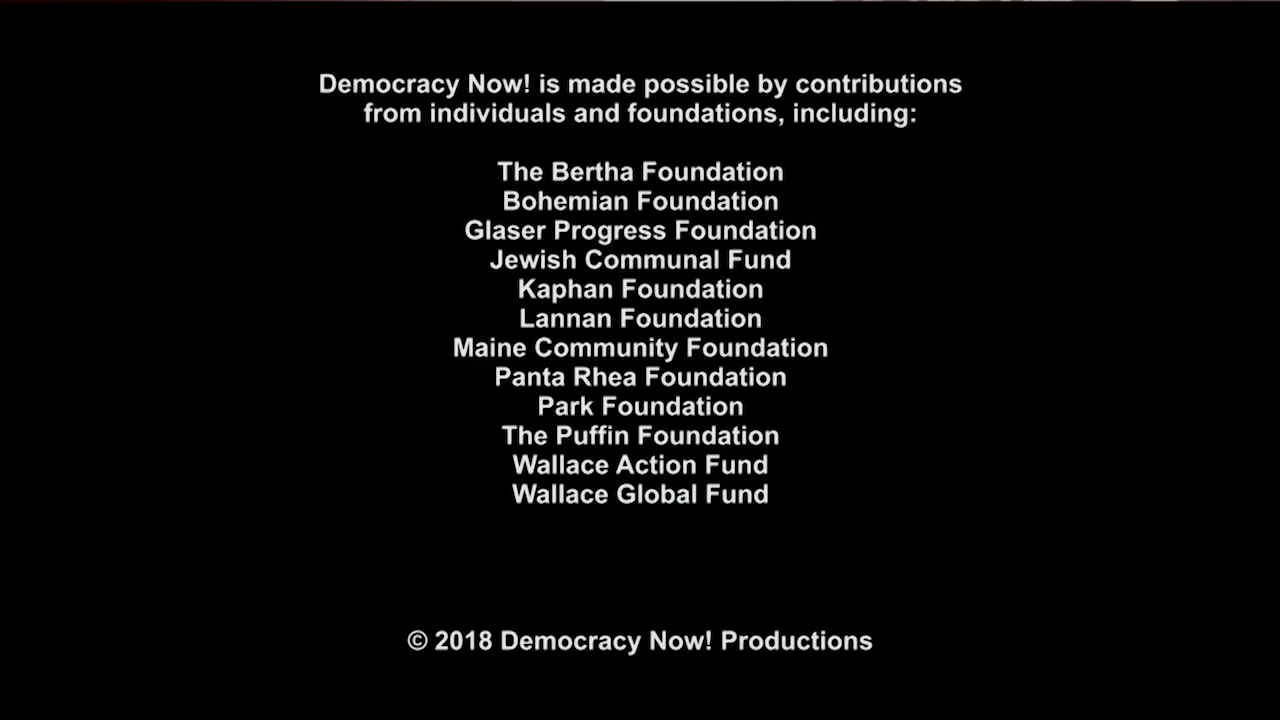 Democracy Now! is made possible by contributions
from individuals and foundations, including:
The Bertha Foundation
Bohemian Foundation
Glaser Progress Foundation
Jewish Communal Fund
Kaphan Foundation
Lannan Foundation
Maine Community Foundation
Panta Rhea Foundation
Park Foundation
The Puffin Foundation
Wallace Action Fund
Wallace Global Fund
© 2018 Democracy Now! Productions